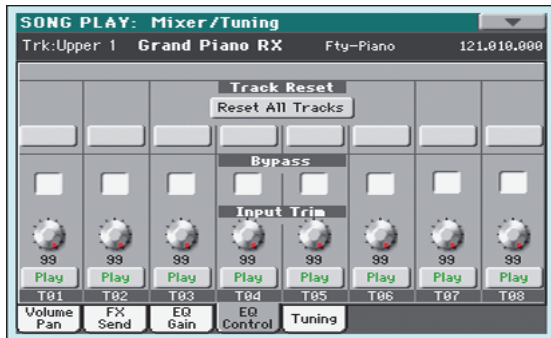 SONG PLAY: Mixer/Tuning
Trk:Upper 1 Grand Piano RX Fty-Piano 121.010.000
Track Reset
Reset All Tracks
Bypass
Input Trim
99 99 99 99 99 99 99 99
Play Play Play Play Play Play Play Play
T01 T02 T03 T04 T05 T06 T07 T08
Volume Pan FX Send EQ Gain EQ Control Tuning